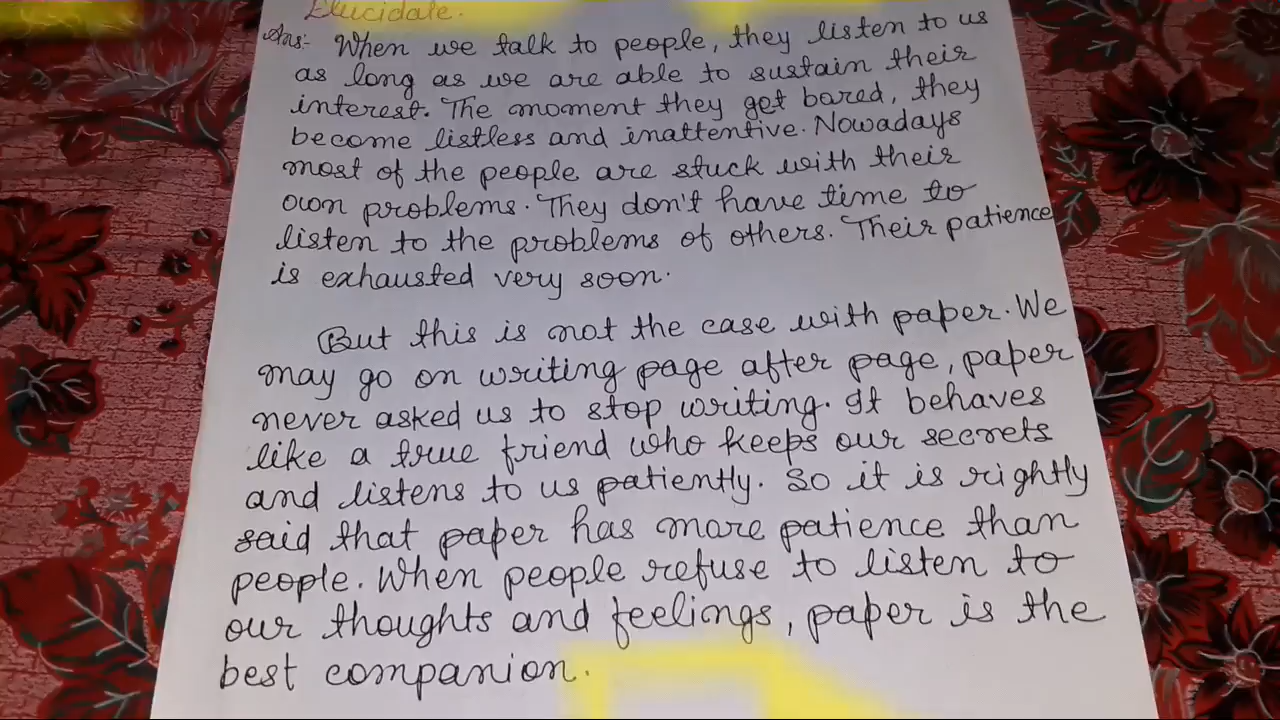 Elucidate.
Ans:- When we talk to people, they listen to us
as long as we are able to sustain their
interest. The moment they get bored, they
become listless and inattentive. Nowadays
most of the people are stuck with their
own problems. They don't have time to
listen to the problems of others. Their patience
is exhausted very soon.
But this is not the case with paper. We
may go on writing page after page, paper
never asked us to stop writing. It behaves
like a true friend who keeps our secrets
and listens to us patiently. So it is rightly
said that paper has more patience than
people. When people refuse to listen to
our thoughts and feelings, paper is the
best companion.